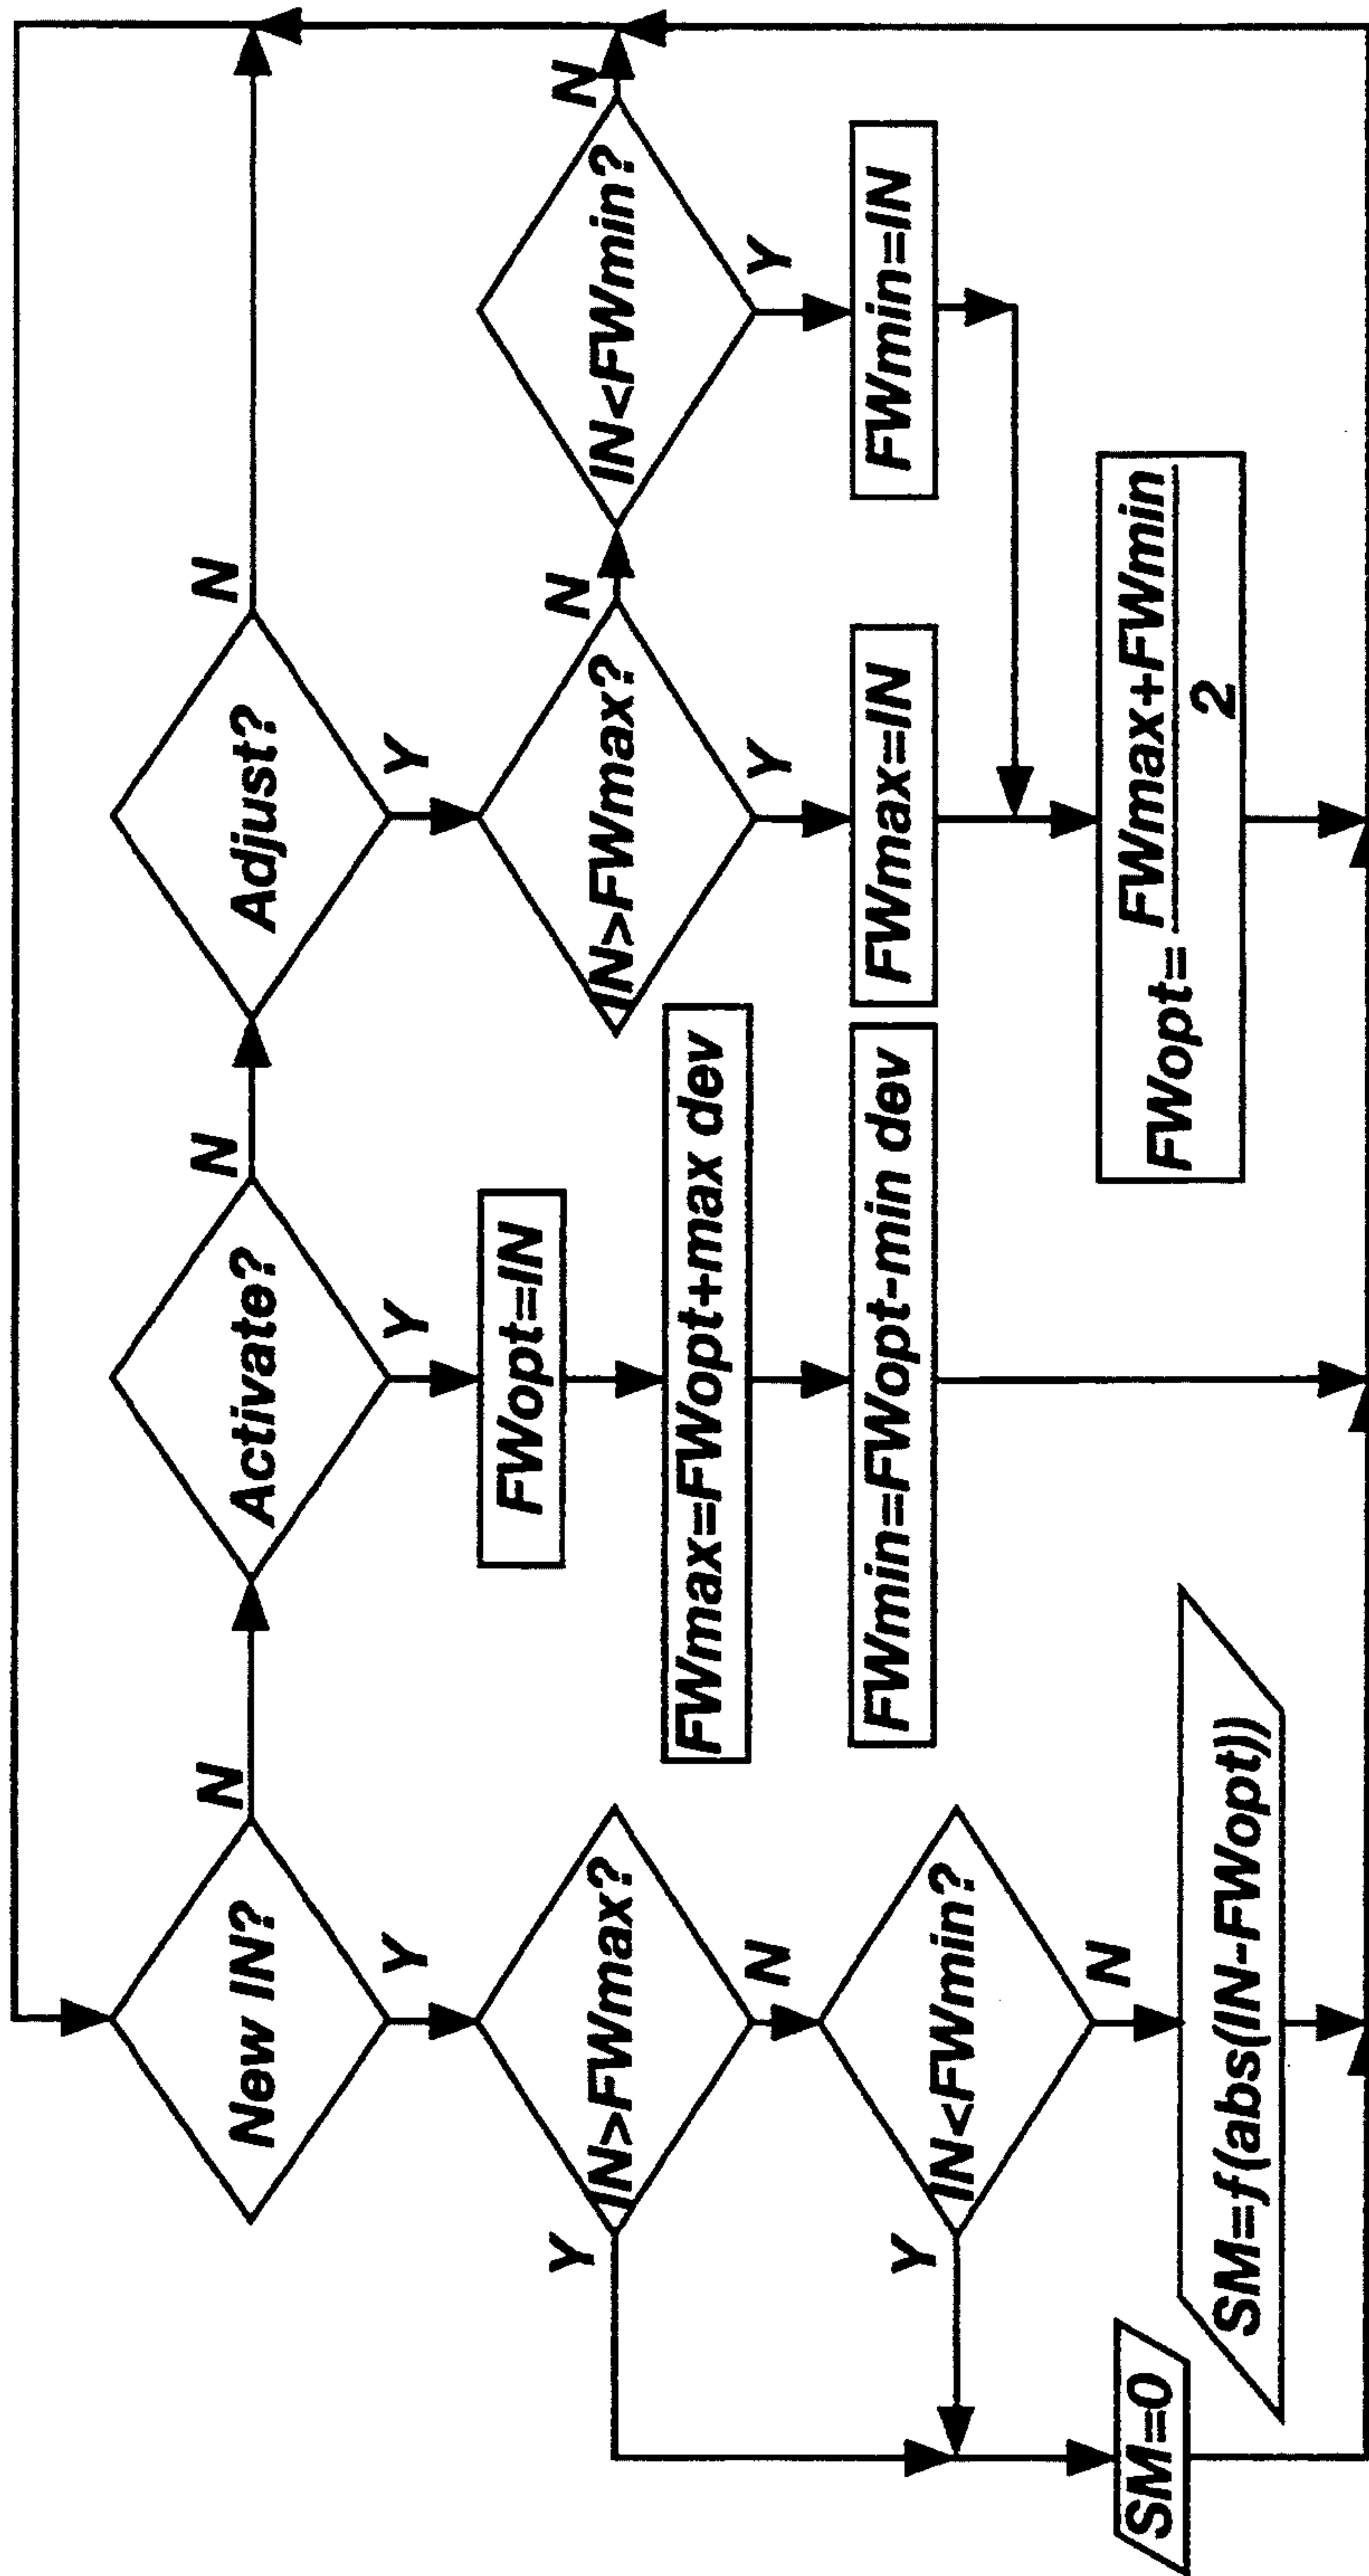 New IN?
N
Activate?
N
Adjust?
N
Y
Y
Y
IN>FWmax?
Y
N
FWopt=IN
IN>FWmax?
N
IN<FWmin?
N
Y
Y
FWmax=FWopt+max dev
IN<FWmin?
Y
N
FWmin=FWopt-min dev
FWmax=IN
FWmin=IN
SM=0
SM=f(abs(IN-FWopt))
FWopt=
FWmax+FWmin
2